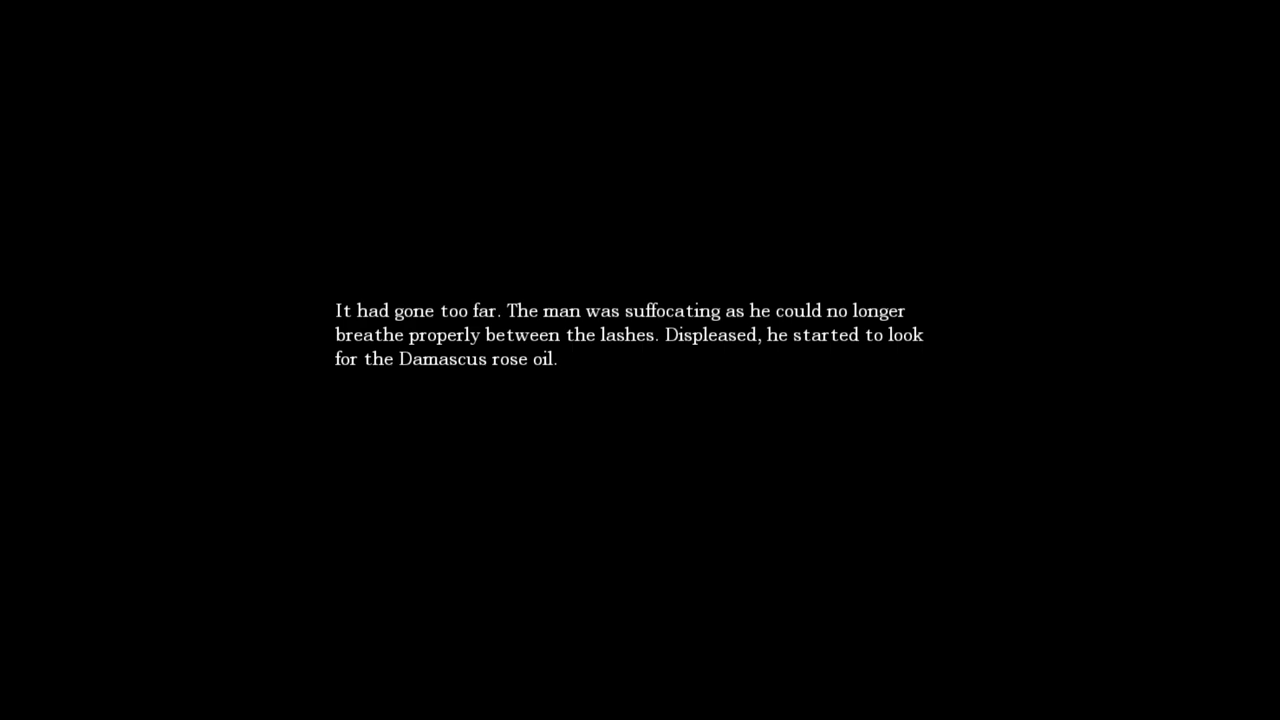 It had gone too far. The man was suffocating as he could no longer
breathe properly between the lashes. Displeased, he started to look
for the Damascus rose oil.